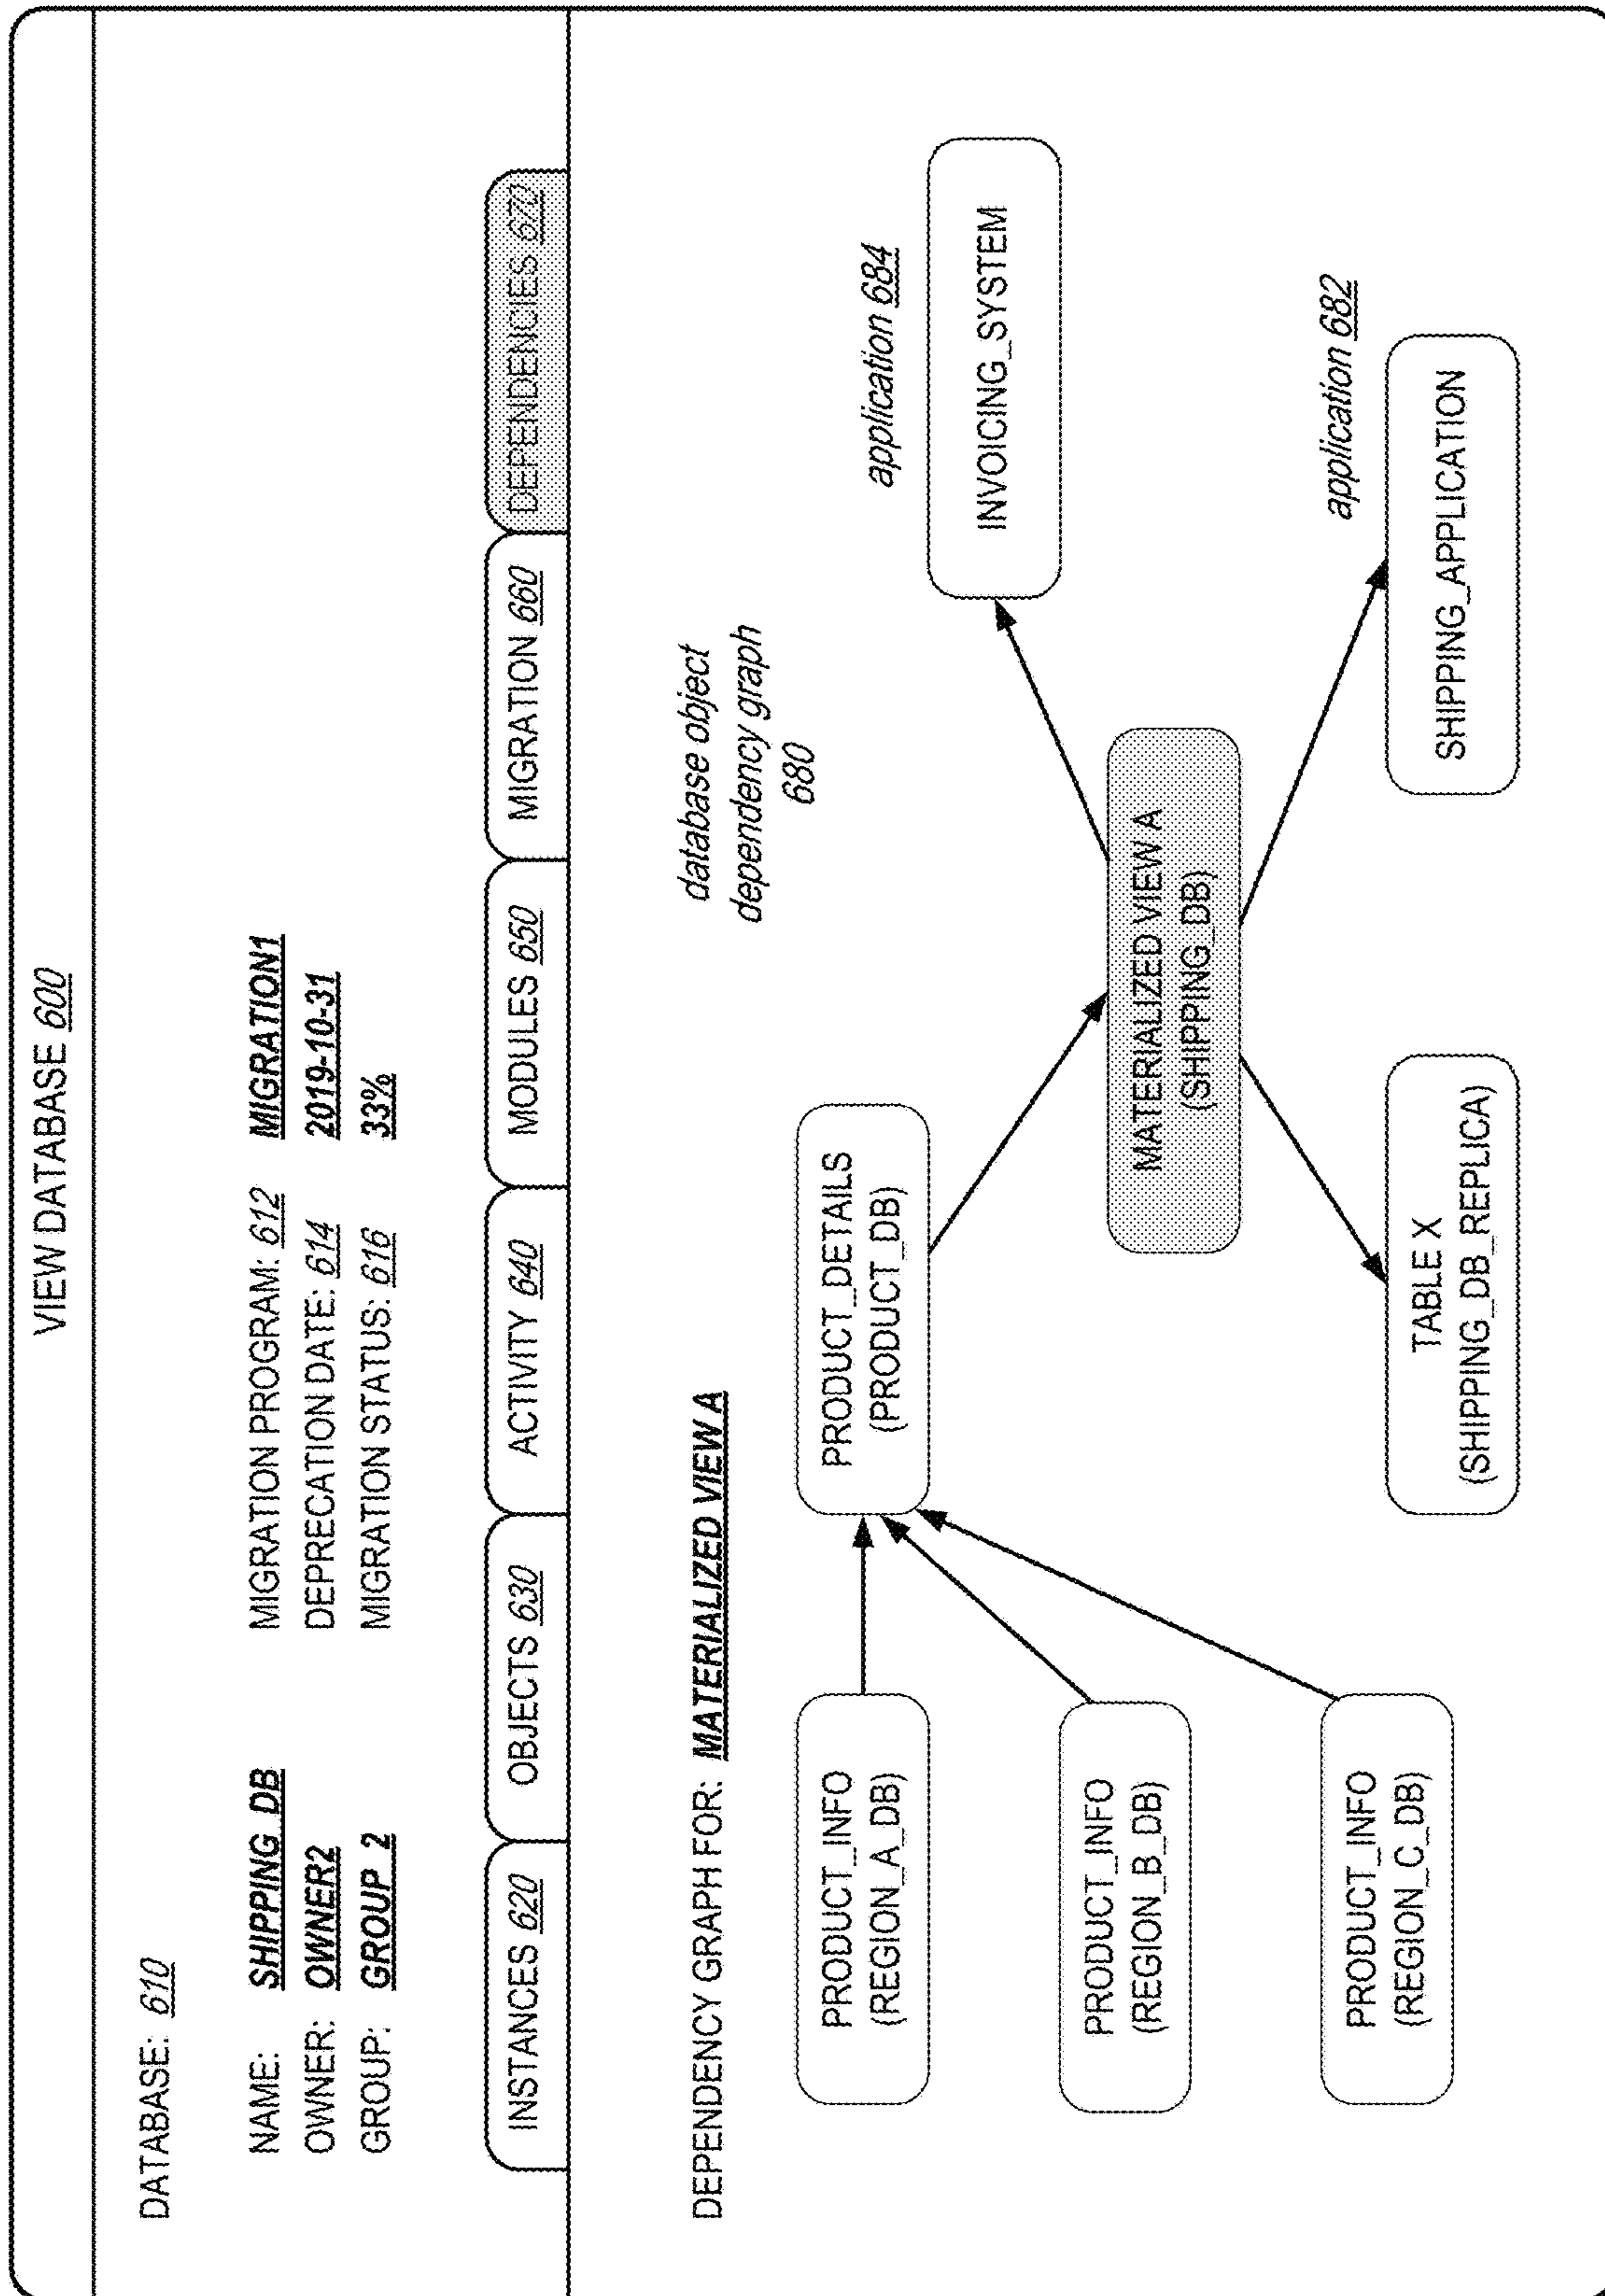 VIEW DATABASE 600
DATABASE: 610
NAME: SHIPPING_DB
OWNER: OWNER2
GROUP: GROUP_2
MIGRATION PROGRAM: 612 MIGRATION1
DEPRECATION DATE: 614 2019-10-31
MIGRATION STATUS: 616 33%
INSTANCES 620
OBJECTS 630
ACTIVITY 640
MODULES 650
MIGRATION 660
DEPENDENCIES 670
DEPENDENCY GRAPH FOR: MATERIALIZED VIEW A
database object
dependency graph
680
PRODUCT_INFO
(REGION_A_DB)
PRODUCT_INFO
(REGION_B_DB)
PRODUCT_INFO
(REGION_C_DB)
PRODUCT_DETAILS
(PRODUCT_DB)
MATERIALIZED VIEW A
(SHIPPING_DB)
TABLE X
(SHIPPING_DB_REPLICA)
application 684
INVOICING_SYSTEM
application 682
SHIPPING_APPLICATION